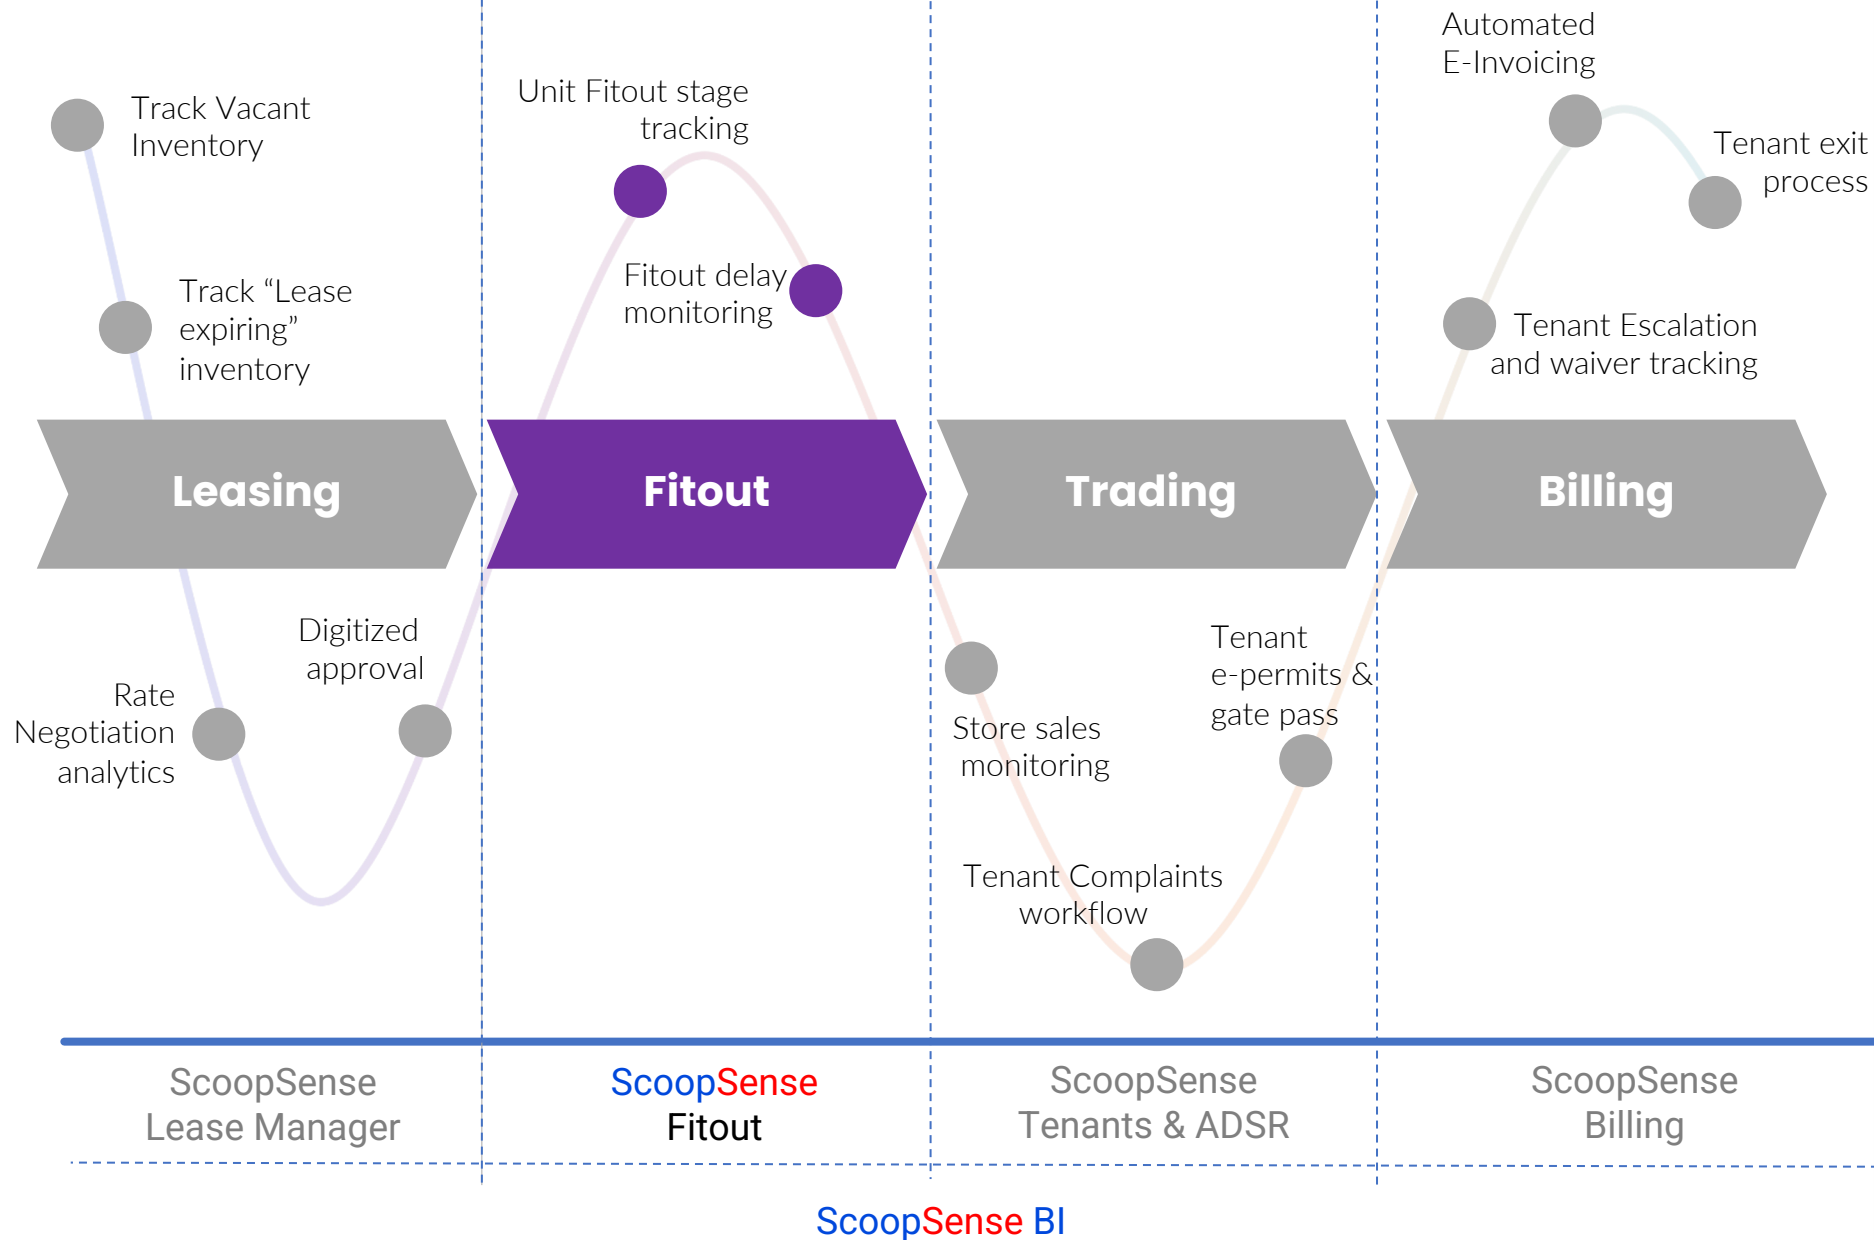 Track Vacant
Inventory
Track “Lease
expiring”
inventory
Unit Fitout stage
tracking
Fitout delay
monitoring
Automated
E-Invoicing
Tenant exit
process
Tenant Escalation
and waiver tracking
Leasing
Fitout
Trading
Billing
Rate
Negotiation
analytics
Digitized
approval
Store sales
monitoring
Tenant
e-permits &
gate pass
Tenant Complaints
workflow
ScoopSense
Lease Manager
ScoopSense
Fitout
ScoopSense
Tenants & ADSR
ScoopSense
Billing
ScoopSense BI